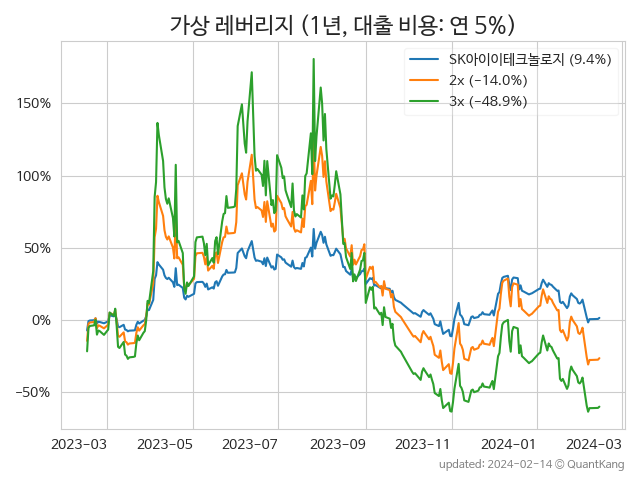 가상 레버리지 (1년, 대출 비용: 연 5%)
SK아이이테크놀로지 (9.4%)
2x (−14.0%)
3x (−48.9%)
150%
100%
50%
0%
−50%
2023-03 2023-05 2023-07 2023-09 2023-11 2024-01 2024-03
updated: 2024-02-14 © QuantKang